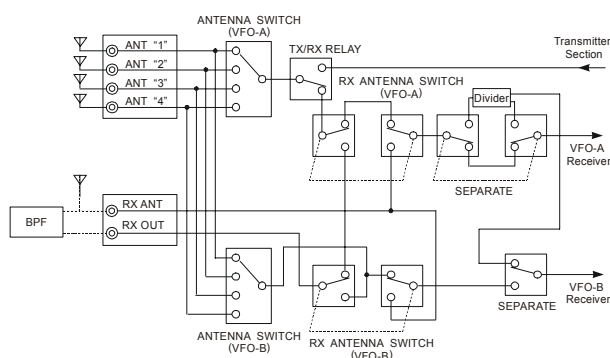 ANTENNA SWITCH
(VFO-A)
TX/RX RELAY
Transmitter
Section
ANT “1”
ANT “2”
ANT “3”
ANT “4”
RX ANTENNA SWITCH
(VFO-A)
Divider
VFO-A
Receiver
SEPARATE
RX ANT
RX OUT
BPF
VFO-B
Receiver
SEPARATE
ANTENNA SWITCH
(VFO-B)
RX ANTENNA SWITCH
(VFO-B)